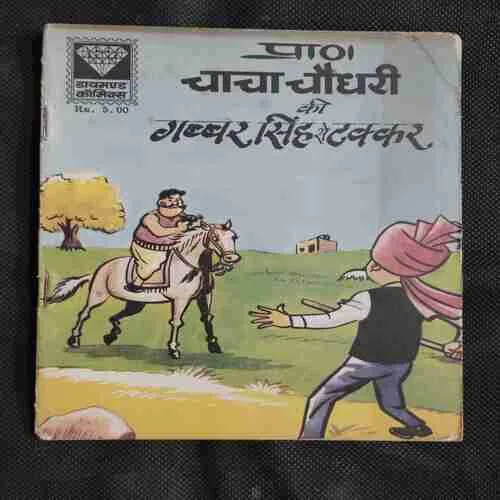 डायमण्ड
कॉमिक्स
Rs. 5.00
प्राण
चाचा चौधरी
की
गब्बर सिंह से टक्कर